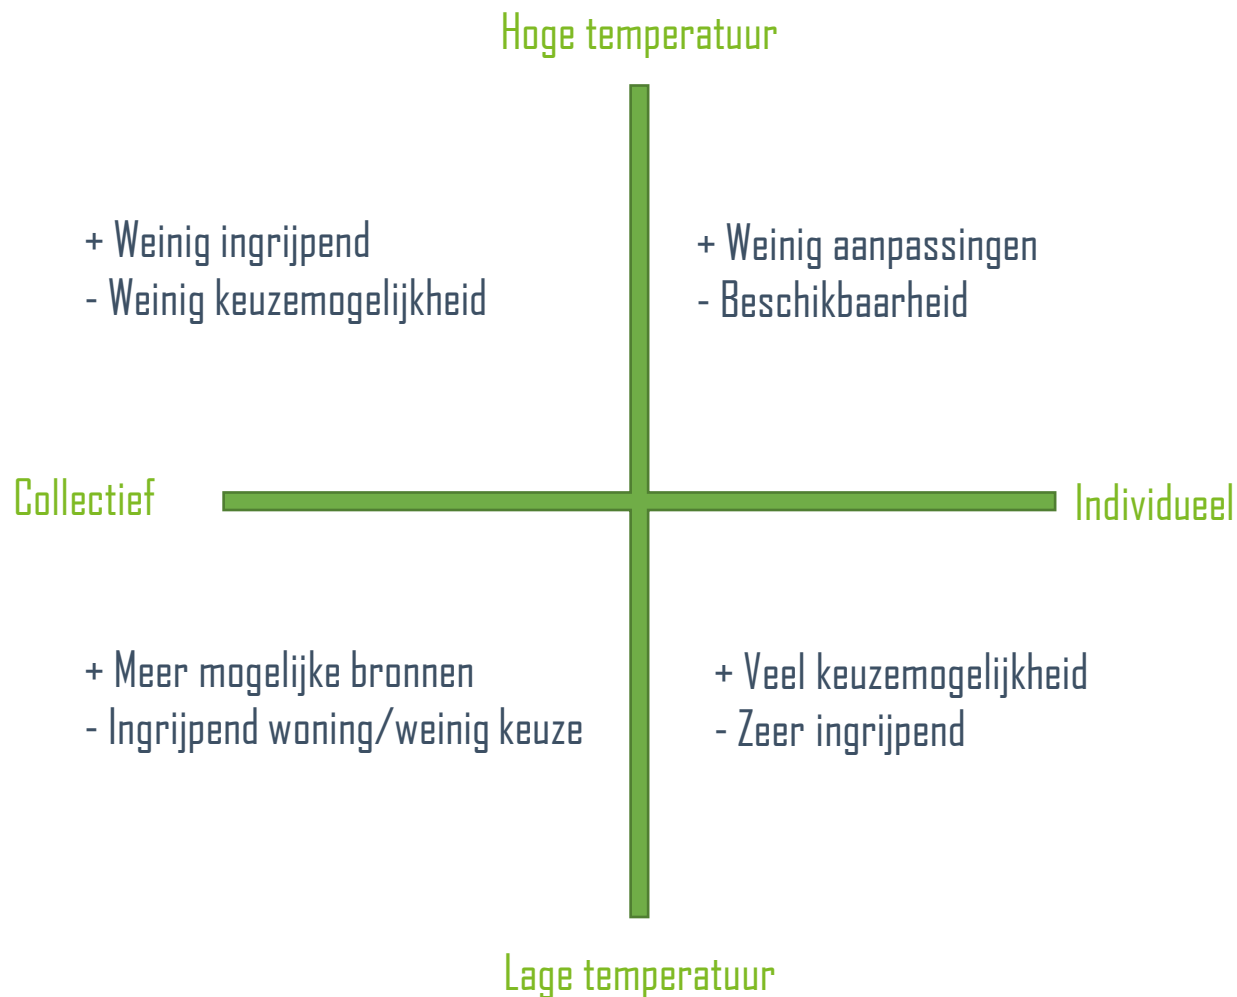 Hoge temperatuur
+ Weinig ingrijpend
- Weinig keuzemogelijkheid
+ Weinig aanpassingen
- Beschikbaarheid
Collectief
Individueel
+ Meer mogelijke bronnen
- Ingrijpend woning/weinig keuze
+ Veel keuzemogelijkheid
- Zeer ingrijpend
Lage temperatuur